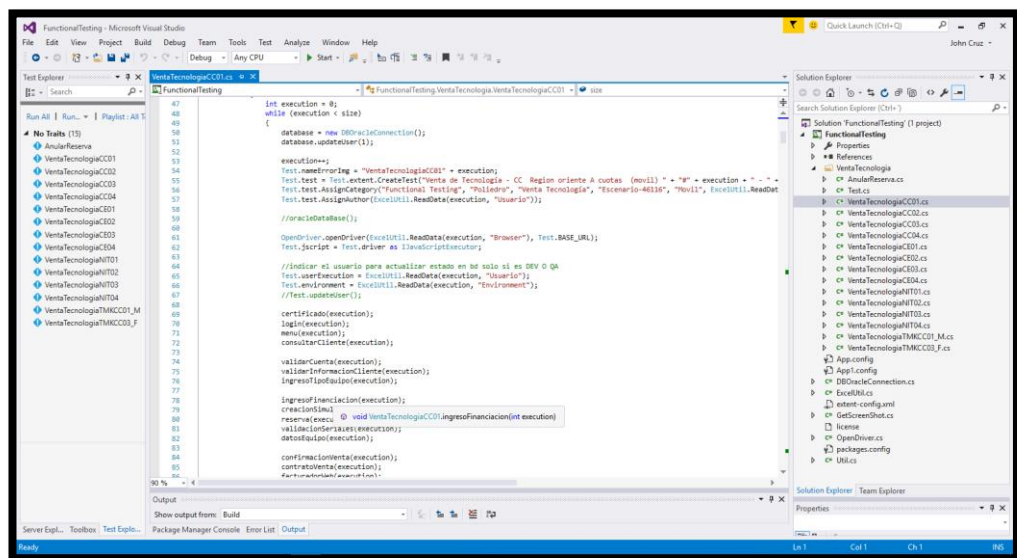 FunctionalTesting - Microsoft Visual Studio
Quick Launch (Ctrl+Q)
File Edit View Project Build Debug Team Tools Test Analyze Window Help
John Cruz
Debug Any CPU Start
Test Explorer
Search
Run All | Run... | Playlist : All T
No Traits (15)
AnularReserva
VentaTecnologiaCC01
VentaTecnologiaCC02
VentaTecnologiaCC03
VentaTecnologiaCC04
VentaTecnologiaCE01
VentaTecnologiaCE02
VentaTecnologiaCE03
VentaTecnologiaCE04
VentaTecnologiaNIT01
VentaTecnologiaNIT02
VentaTecnologiaNIT03
VentaTecnologiaNIT04
VentaTecnologiaTMKCC01_M
VentaTecnologiaTMKCC03_F
Server Expl... Toolbox Test Explo...
VentaTecnologiaCC01.cs
FunctionalTesting
FunctionalTesting.VentaTecnologia.VentaTecnologiaCC01
size
47 int execution = 0;
48 while (execution < size)
49 {
50 database = new DBOracleConnection();
51 database.updateUser(1);
52
53 execution++;
54 Test.nameErrorImg = "VentaTecnologiaCC01" + execution;
55 Test.test = Test.extent.CreateTest("Venta de Tecnología - CC Region oriente A cuotas (movil) " + "#" + execution + " - " +
56 Test.test.AssignCategory("Functional Testing", "Poliedro", "Venta Tecnología", "Escenario-46116", "Movil", ExcelUtil.ReadDat
57 Test.test.AssignAuthor(ExcelUtil.ReadData(execution, "Usuario"));
58
59 //oracleDataBase();
60
61 OpenDriver.openDriver(ExcelUtil.ReadData(execution, "Browser"), Test.BASE_URL);
62 Test.jscript = Test.driver as IJavaScriptExecutor;
63
64 //indicar el usuario para actualizar estado en bd solo si es DEV O QA
65 Test.userExecution = ExcelUtil.ReadData(execution, "Usuario");
66 Test.environment = ExcelUtil.ReadData(execution, "Environment");
67 //Test.updateUser();
68
69 certificado(execution);
70 login(execution);
71 menu(execution);
72 consultarCliente(execution);
73
74 validarCuenta(execution);
75 validarInformacionCliente(execution);
76 ingresoTipoEquipo(execution);
77
78 ingresoFinanciacion(execution);
79 creacionSimul
80 reserva(execu
void VentaTecnologiaCC01.ingresoFinanciacion(int execution)
81 validacionSeriales(execution);
82 datosEquipo(execution);
83
84 confirmacionVenta(execution);
85 contratoVenta(execution);
86 facturadorWeb(execution);
90 %
Output
Show output from: Build
Package Manager Console Error List Output
Solution Explorer
Search Solution Explorer (Ctrl+')
Solution 'FunctionalTesting' (1 project)
FunctionalTesting
Properties
References
VentaTecnologia
AnularReserva.cs
Test.cs
VentaTecnologiaCC01.cs
VentaTecnologiaCC02.cs
VentaTecnologiaCC03.cs
VentaTecnologiaCC04.cs
VentaTecnologiaCE01.cs
VentaTecnologiaCE02.cs
VentaTecnologiaCE03.cs
VentaTecnologiaCE04.cs
VentaTecnologiaNIT01.cs
VentaTecnologiaNIT02.cs
VentaTecnologiaNIT03.cs
VentaTecnologiaNIT04.cs
VentaTecnologiaTMKCC01_M.cs
VentaTecnologiaTMKCC03_F.cs
App.config
App1.config
DBOracleConnection.cs
ExcelUtil.cs
extent-config.xml
GetScreenShot.cs
license
OpenDriver.cs
packages.config
Util.cs
Solution Explorer Team Explorer
Properties
Ready Ln 1 Col 1 Ch 1 INS